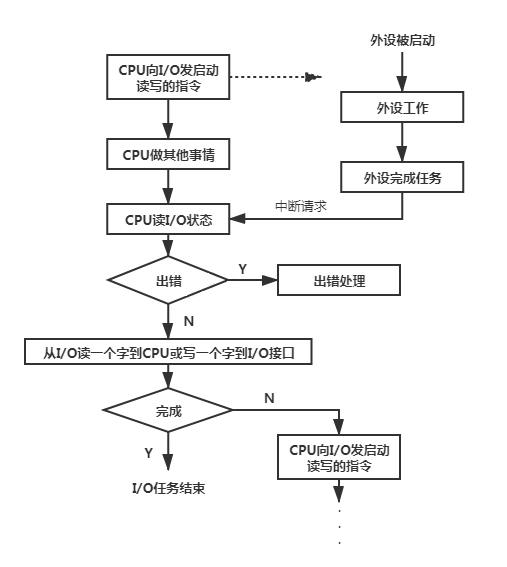 外设被启动
CPU向I/O发启动
读写的指令
外设工作
CPU做其他事情
外设完成任务
中断请求
CPU读I/O状态
出错
Y
出错处理
N
从I/O读一个字到CPU或写一个字到I/O接口
完成
N
Y
CPU向I/O发启动
读写的指令
I/O任务结束
.
.
.